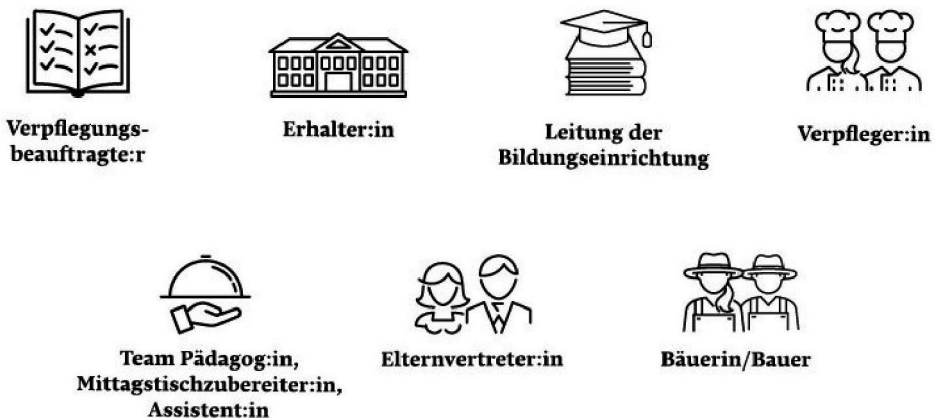 Verpflegungs-
beauftragte:r
Erhalter:in
Leitung der
Bildungseinrichtung
Verpfleger:in
Team Pädagog:in,
Mittagstischzubereiter:in,
Assistent:in
Elternvertreter:in
Bäuerin/Bauer